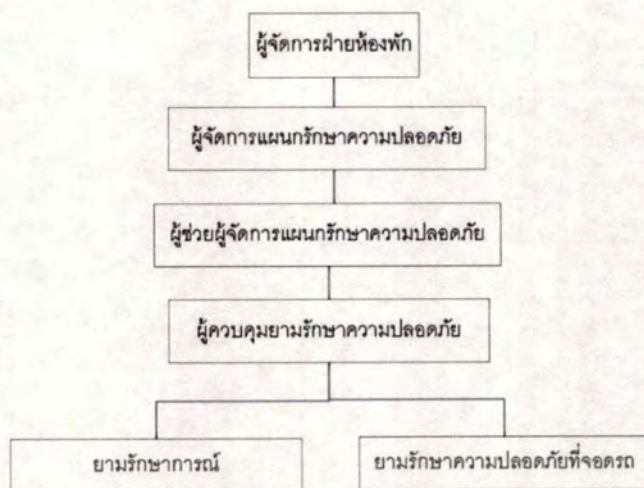 ผู้จัดการฝ่ายห้องพัก
ผู้จัดการแผนกรักษาความปลอดภัย
ผู้ช่วยผู้จัดการแผนกรักษาความปลอดภัย
ผู้ควบคุมยามรักษาความปลอดภัย
ยามรักษาการณ์
ยามรักษาความปลอดภัยที่จอดรถ